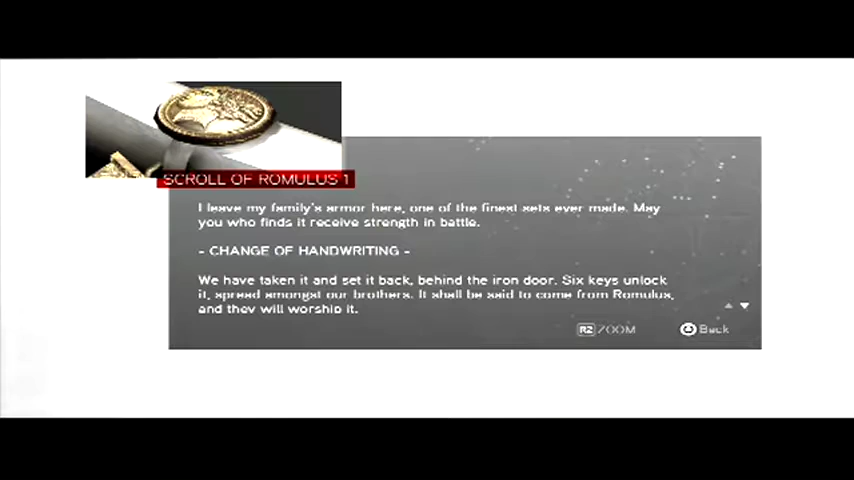 SCROLL OF ROMULUS 1
I leave my family's armor here, one of the finest sets ever made. May
you who finds it receive strength in battle.
- CHANGE OF HANDWRITING -
We have taken it and set it back, behind the iron door. Six keys unlock
it, spread amongst our brothers. It shall be said to come from Romulus,
and they will worship it.
R2 ZOOM Back